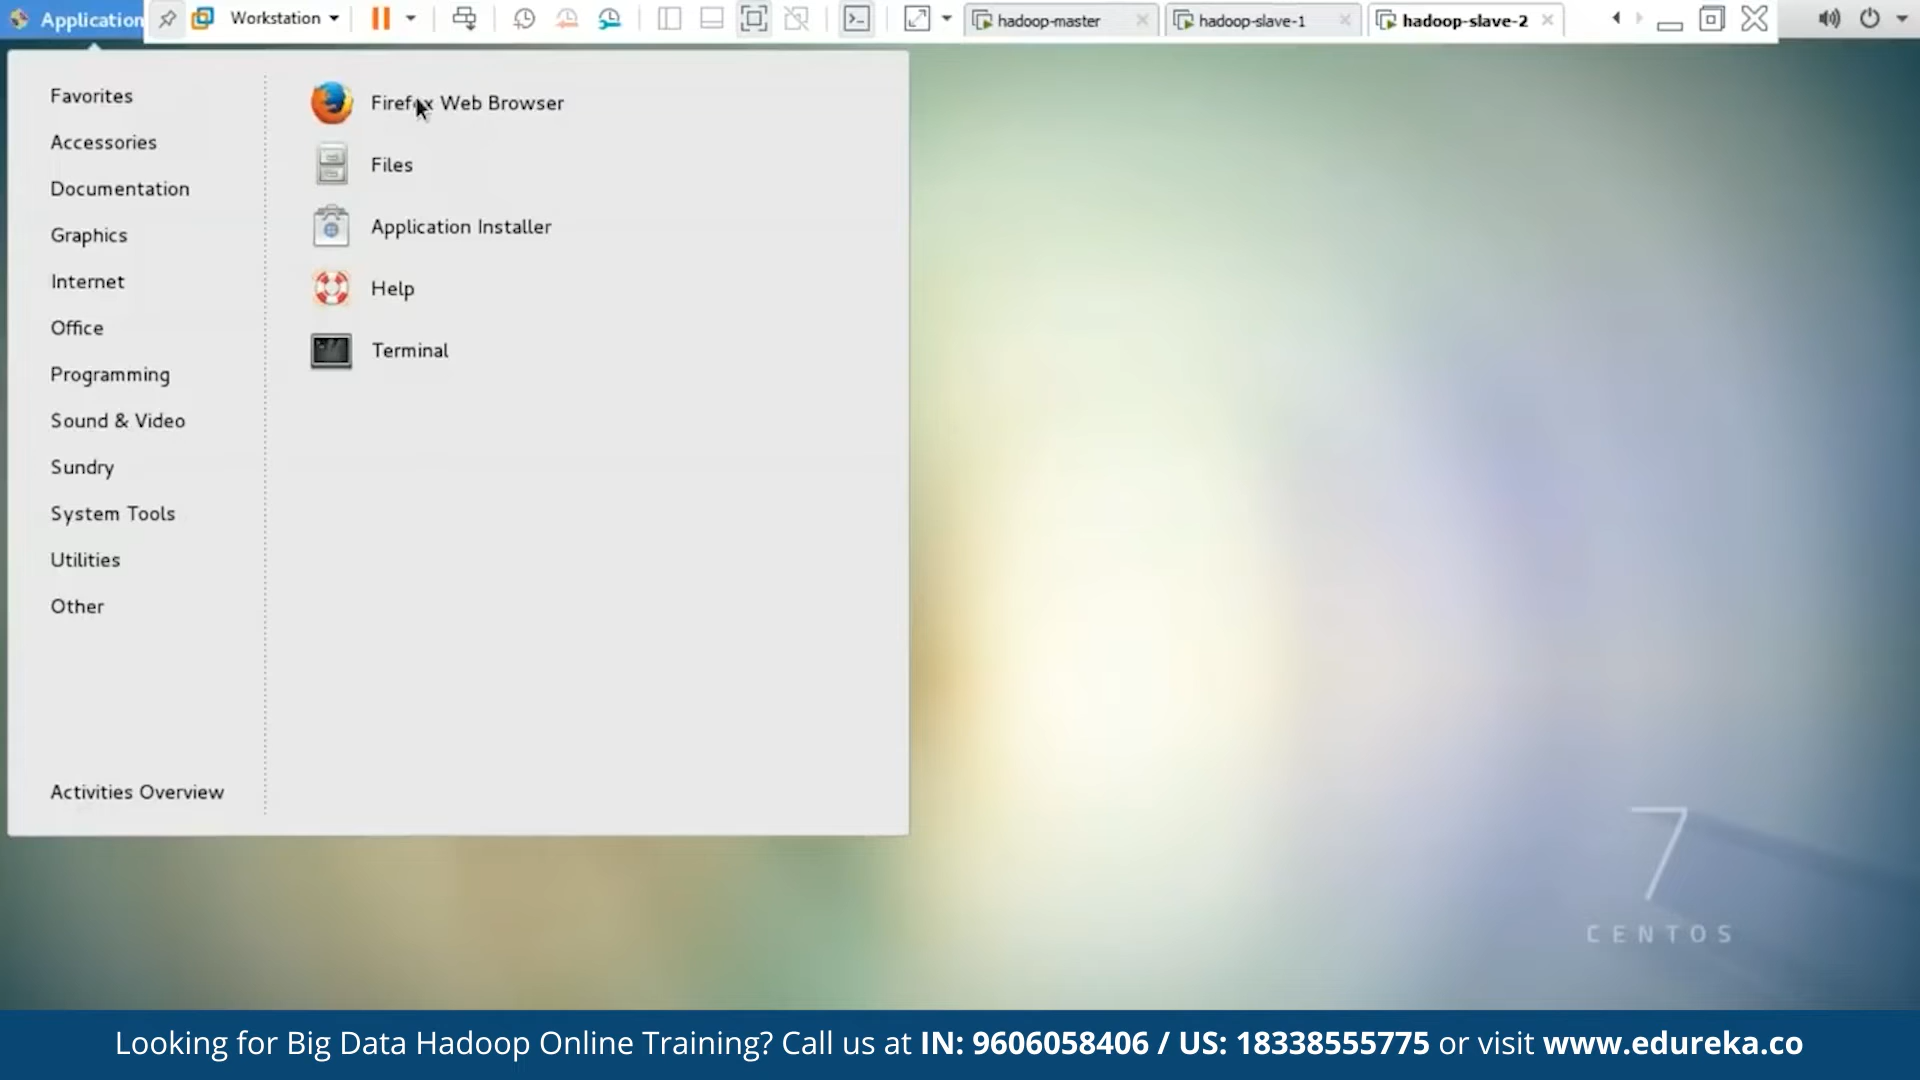 Application
Workstation
hadoop-master
hadoop-slave-1
hadoop-slave-2
Favorites
Accessories
Documentation
Graphics
Internet
Office
Programming
Sound & Video
Sundry
System Tools
Utilities
Other
Activities Overview
Firefox Web Browser
Files
Application Installer
Help
Terminal
7
CENTOS
Looking for Big Data Hadoop Online Training? Call us at IN: 9606058406 / US: 18338555775 or visit www.edureka.co